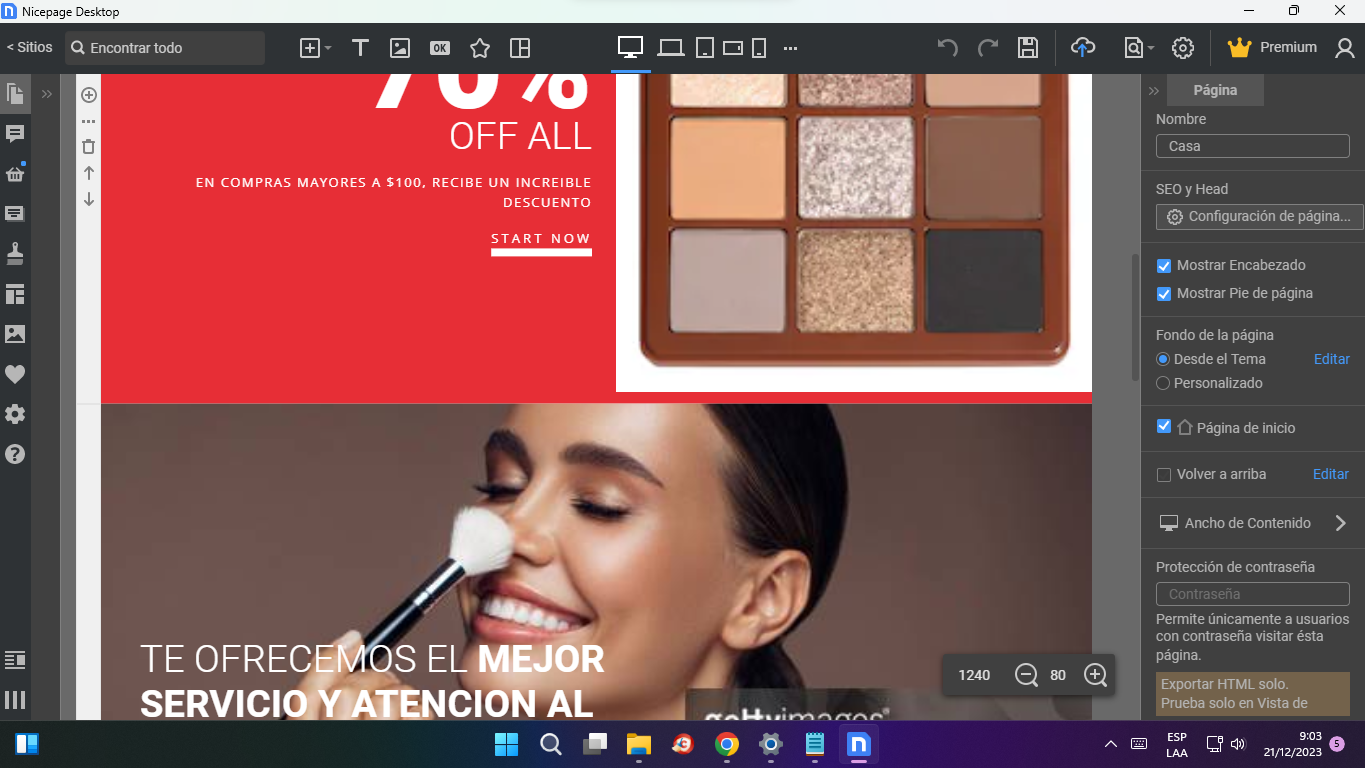 Nicepage Desktop
< Sitios
Encontrar todo
OK
Premium
70%
OFF ALL
EN COMPRAS MAYORES A $100, RECIBE UN INCREIBLE
DESCUENTO
START NOW
TE OFRECEMOS EL MEJOR
SERVICIO Y ATENCION AL
gettyimages®
1240
80
Página
Nombre
Casa
SEO y Head
Configuración de página...
Mostrar Encabezado
Mostrar Pie de página
Fondo de la página
Desde el Tema
Editar
Personalizado
Página de inicio
Volver a arriba
Editar
Ancho de Contenido
Protección de contraseña
Contraseña
Permite únicamente a usuarios
con contraseña visitar ésta
página.
Exportar HTML solo.
Prueba solo en Vista de
ESP
LAA
9:03
21/12/2023
5